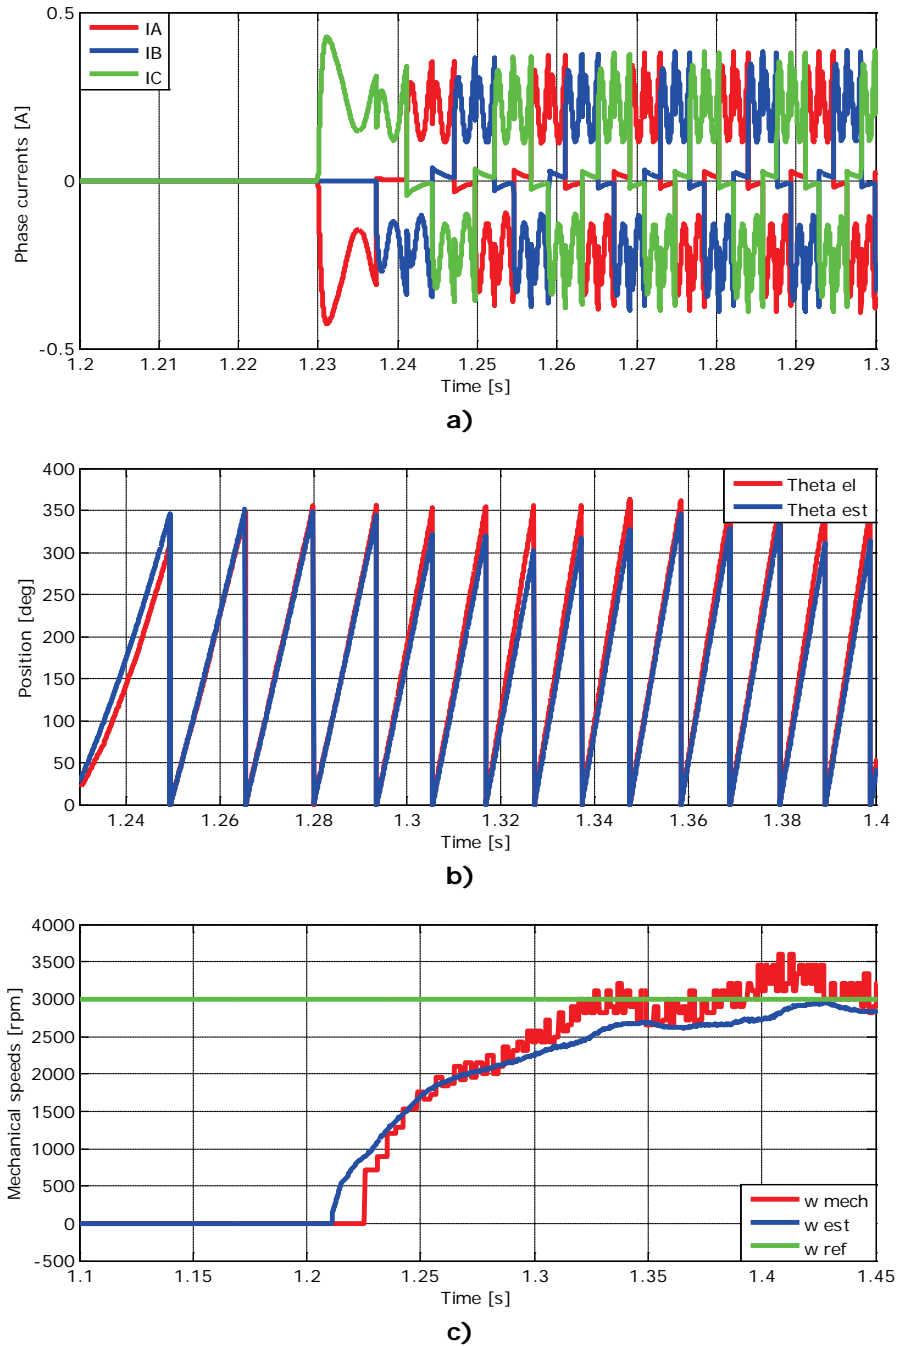 0.5
IA
IB
IC
Phase currents [A]
0
-0.5
1.2 1.21 1.22 1.23 1.24 1.25 1.26 1.27 1.28 1.29 1.3
Time [s]
a)
400
Theta el
350
Theta est
300
250
Position [deg]
200
150
100
50
0
1.24 1.26 1.28 1.3 1.32 1.34 1.36 1.38 1.4
Time [s]
b)
4000
3500
3000
2500
Mechanical speeds [rpm]
2000
1500
1000
500
w mech
0
w est
w ref
-500
1.1 1.15 1.2 1.25 1.3 1.35 1.4 1.45
Time [s]
c)